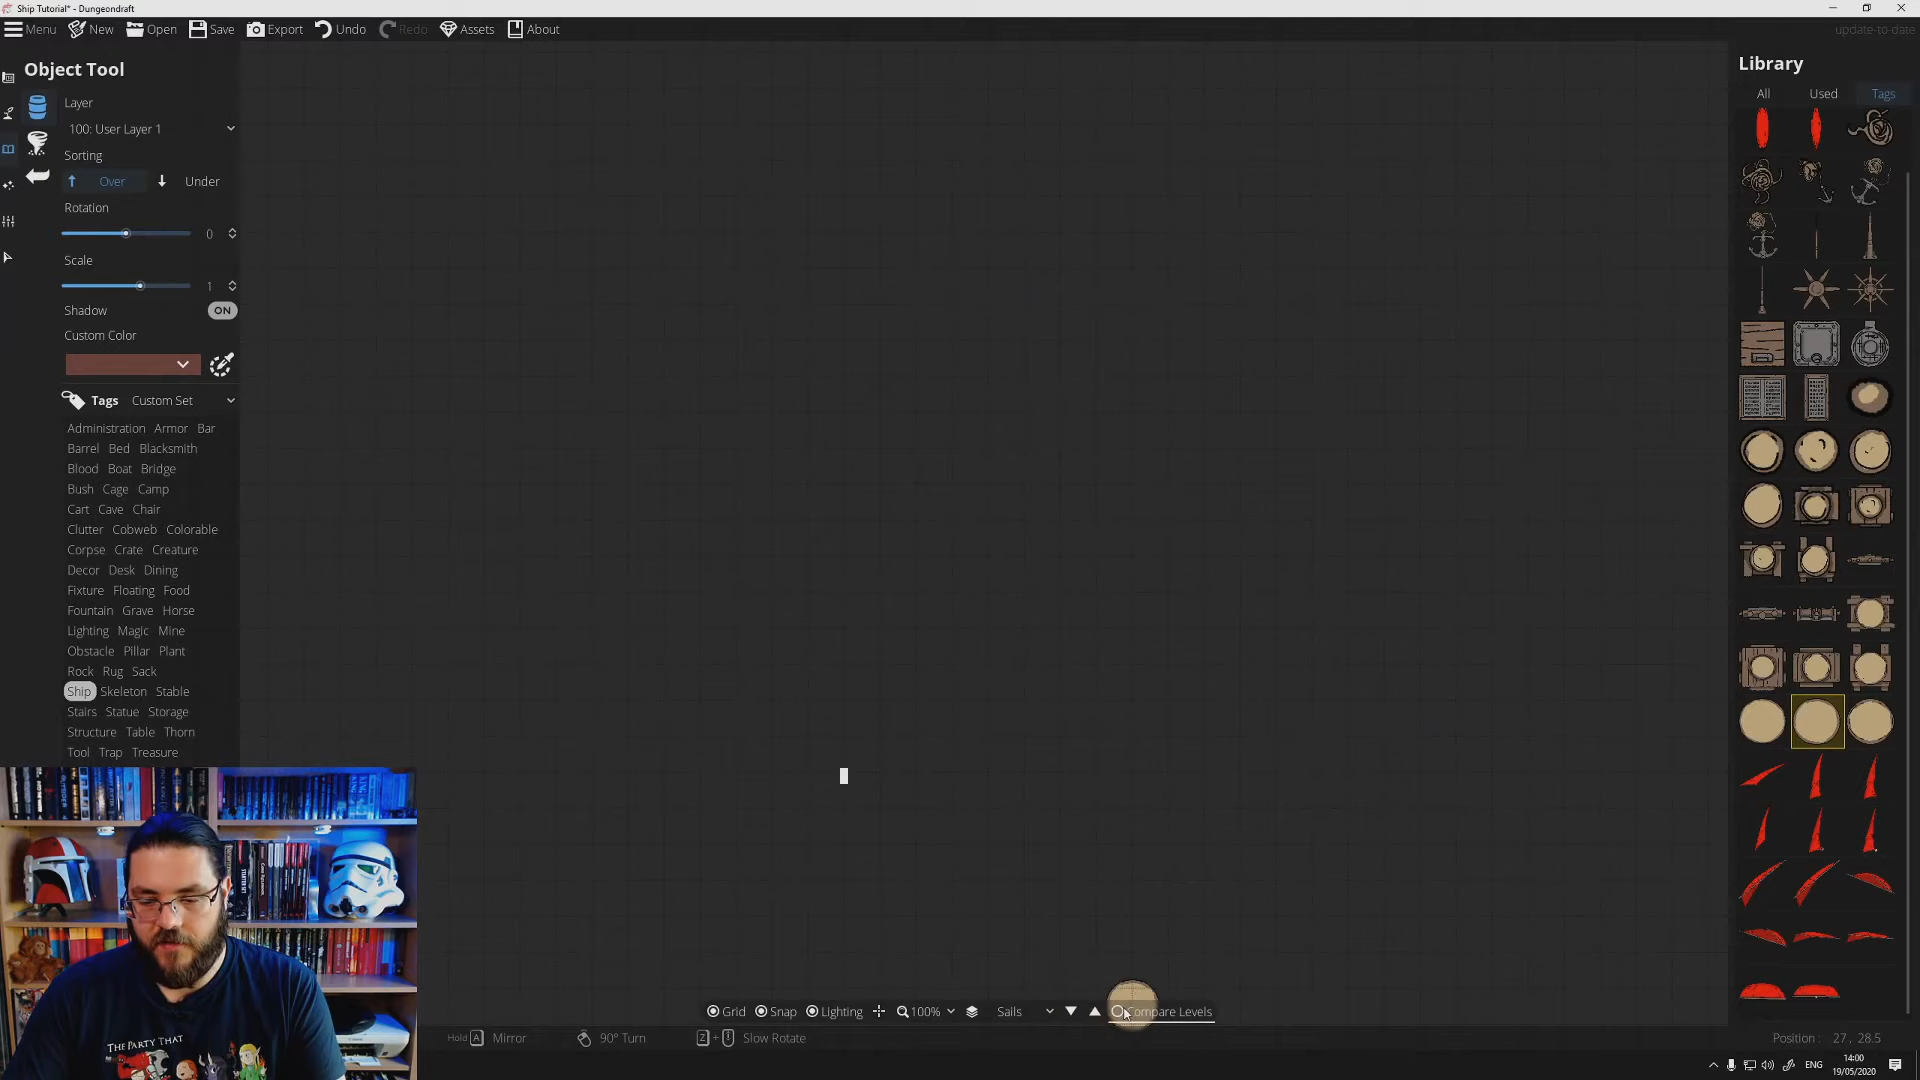 Ship Tutorial* - Dungeondraft
Menu New Open Save Export Undo Redo Assets About update-to-date
Object Tool
Layer
100: User Layer 1
Sorting
Over Under
Rotation
0
Scale
1
Shadow ON
Custom Color
Tags Custom Set
Administration Armor Bar
Barrel Bed Blacksmith
Blood Boat Bridge
Bush Cage Camp
Cart Cave Chair
Clutter Cobweb Colorable
Corpse Crate Creature
Decor Desk Dining
Fixture Floating Food
Fountain Grave Horse
Lighting Magic Mine
Obstacle Pillar Plant
Rock Rug Sack
Ship Skeleton Stable
Stairs Statue Storage
Structure Table Thorn
Tool Trap Treasure
Library
All Used Tags
THE PARTY THAT
Grid Snap Lighting 100% Sails Compare Levels
Hold A Mirror 90° Turn Z + Slow Rotate
Position : 27 , 28.5
ENG 14:00
19/05/2020